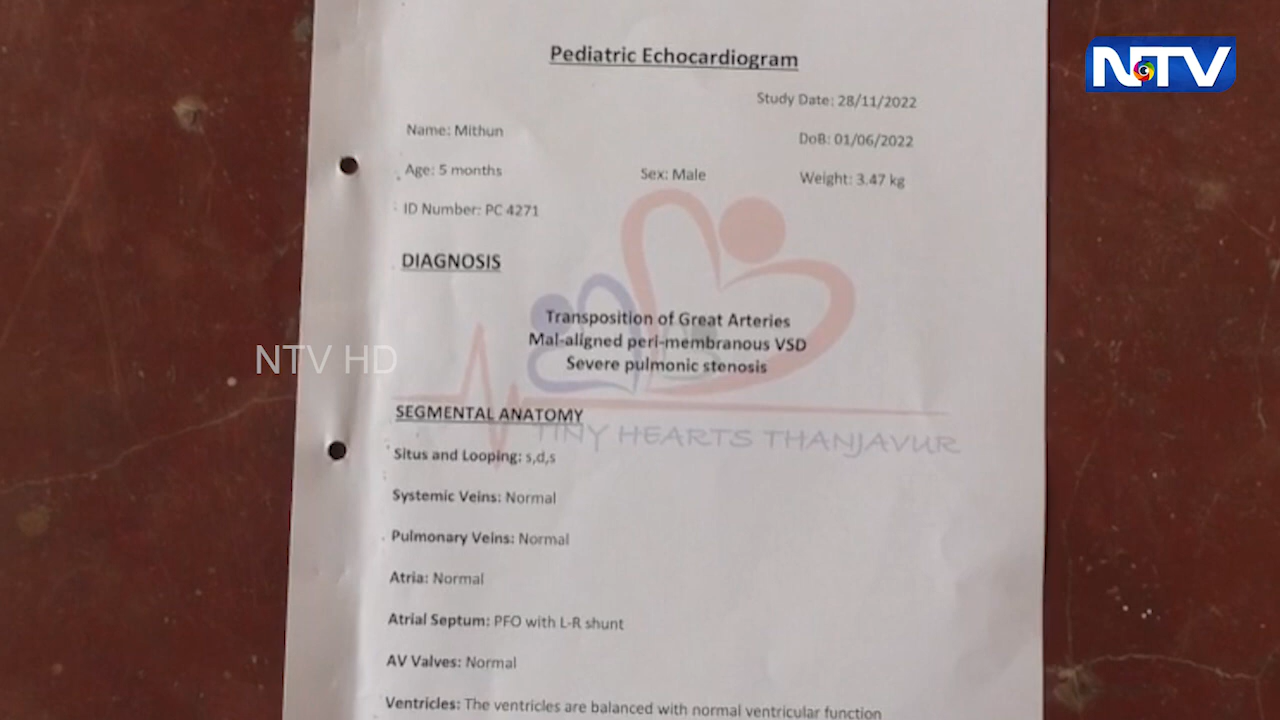 NTV
Pediatric Echocardiogram
Study Date: 28/11/2022
Name: Mithun
DoB: 01/06/2022
Age: 5 months
Sex: Male
Weight: 3.47 kg
ID Number: PC 4271
DIAGNOSIS
Transposition of Great Arteries
Mal-aligned peri-membranous VSD
Severe pulmonic stenosis
NTV HD
SEGMENTAL ANATOMY
TINY HEARTS THANJAVUR
Situs and Looping: s,d,s
Systemic Veins: Normal
Pulmonary Veins: Normal
Atria: Normal
Atrial Septum: PFO with L-R shunt
AV Valves: Normal
Ventricles: The ventricles are balanced with normal ventricular function